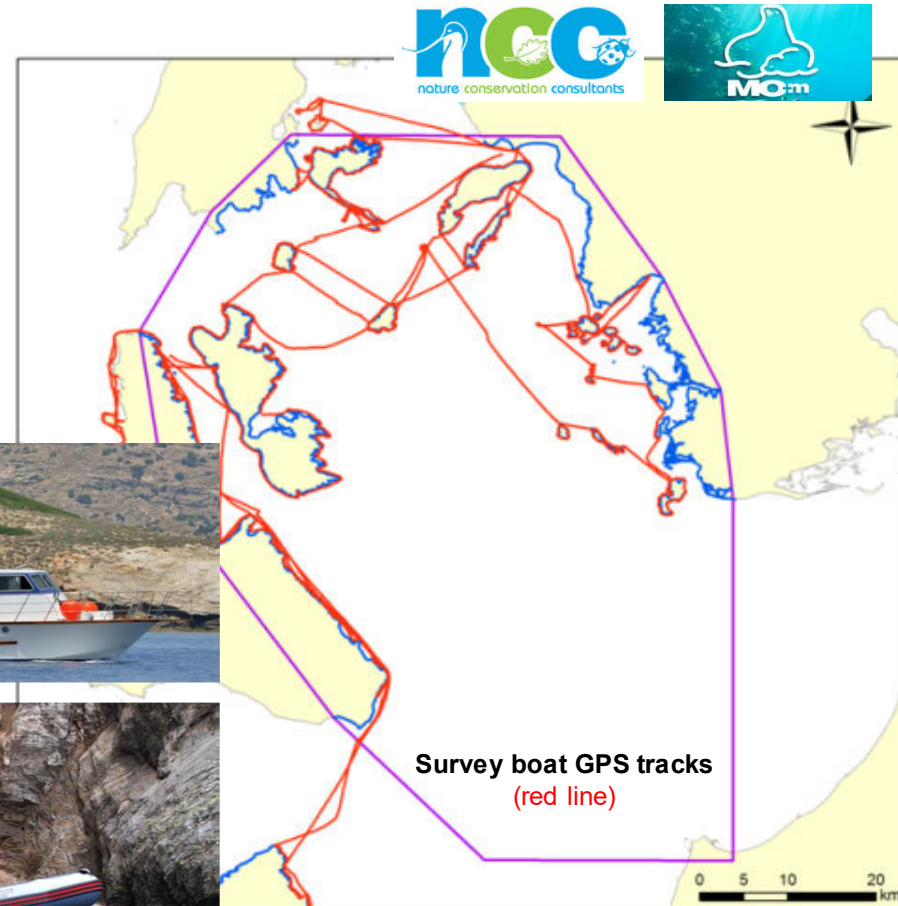 ncc
nature conservation consultants
MOm
Survey boat GPS tracks
(red line)
0 5 10 20
km